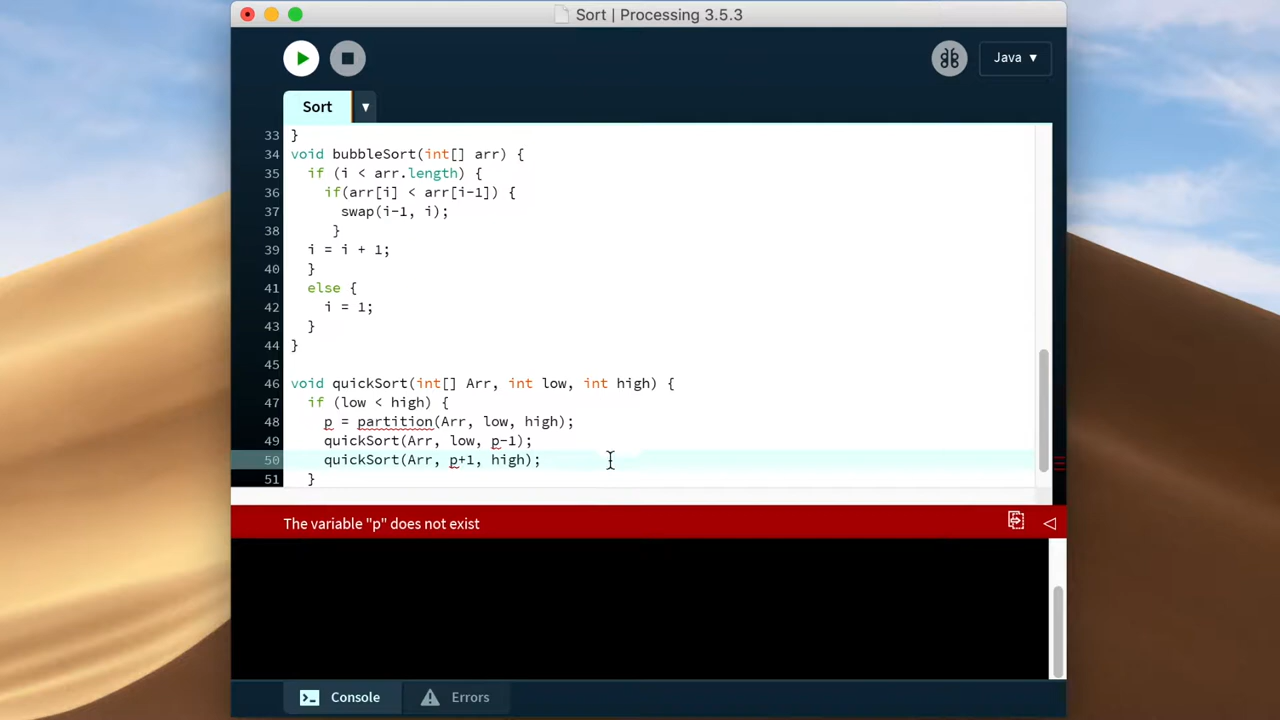 Sort | Processing 3.5.3
Java ▾
Sort ▾
33 }
34 void bubbleSort(int[] arr) {
35 if (i < arr.length) {
36 if(arr[i] < arr[i-1]) {
37 swap(i-1, i);
38 }
39 i = i + 1;
40 }
41 else {
42 i = 1;
43 }
44 }
45
46 void quickSort(int[] Arr, int low, int high) {
47 if (low < high) {
48 p = partition(Arr, low, high);
49 quickSort(Arr, low, p-1);
50 quickSort(Arr, p+1, high);
51 }
The variable "p" does not exist
Console Errors